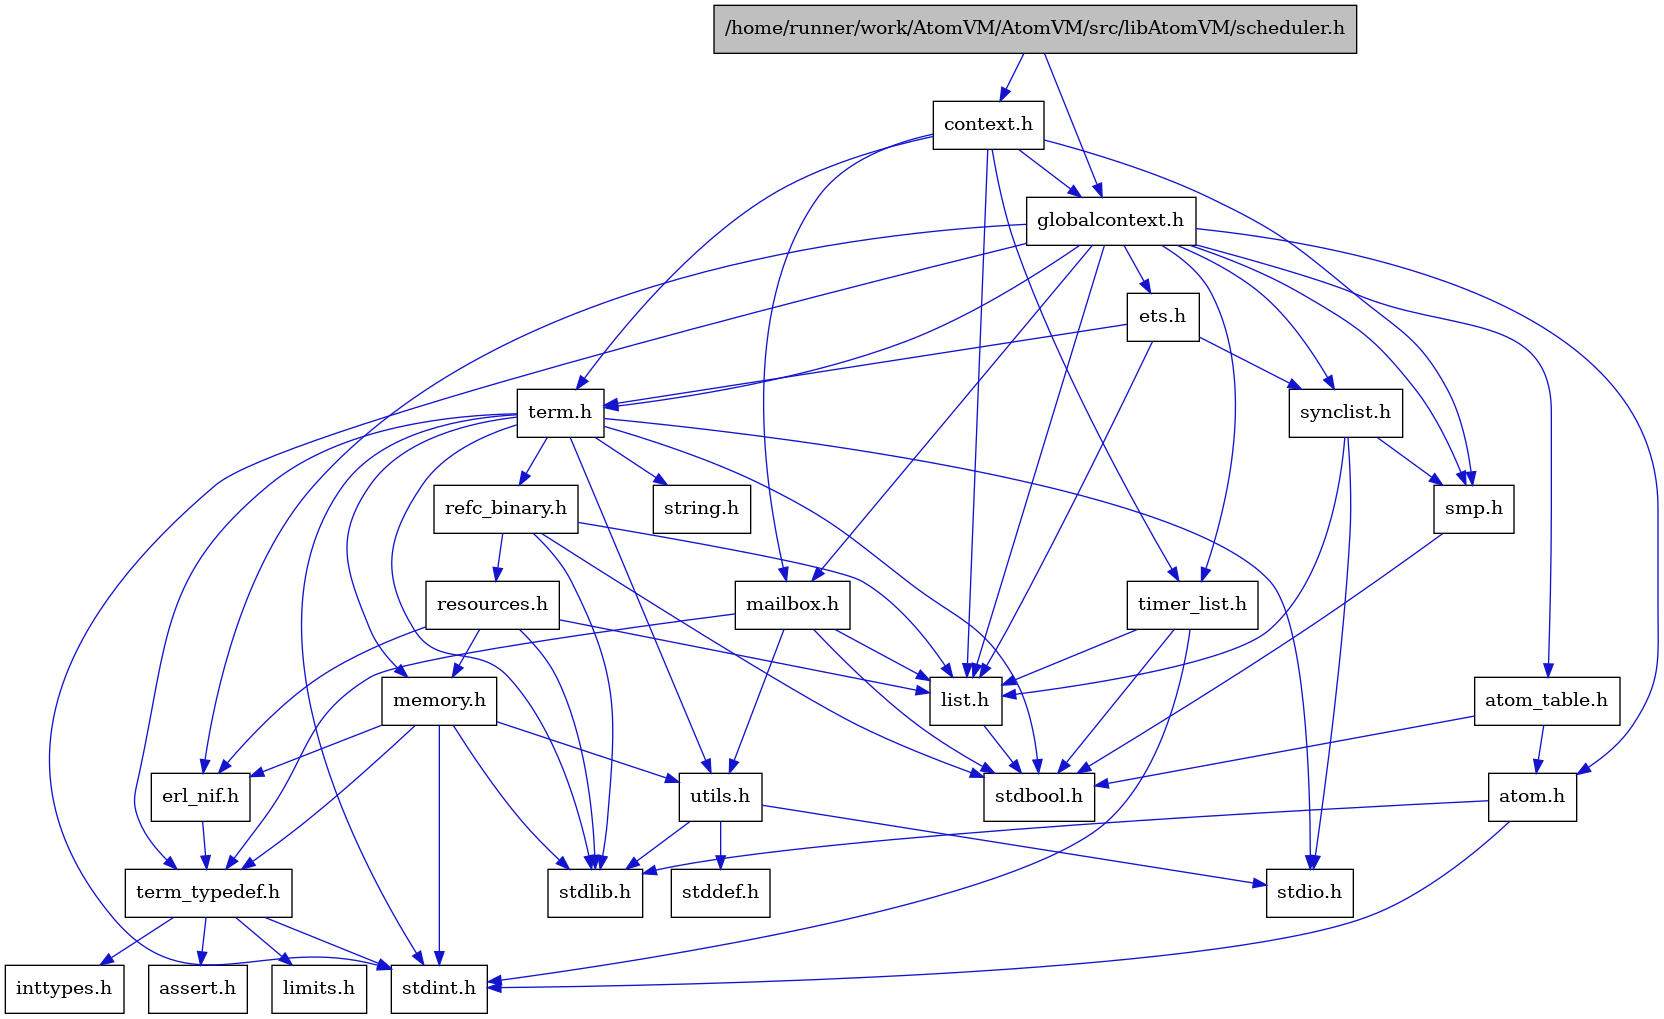 /home/runner/work/AtomVM/AtomVM/src/libAtomVM/scheduler.h
context.h
globalcontext.h
ets.h
term.h
synclist.h
refc_binary.h
string.h
smp.h
resources.h
mailbox.h
timer_list.h
memory.h
list.h
atom_table.h
erl_nif.h
utils.h
stdbool.h
atom.h
term_typedef.h
stdlib.h
stddef.h
stdio.h
inttypes.h
assert.h
limits.h
stdint.h